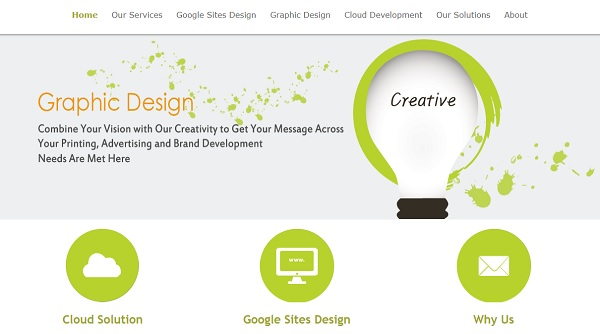 Home Our Services Google Sites Design Graphic Design Cloud Development Our Solutions About
Graphic Design
Creative
Combine Your Vision with Our Creativity to Get Your Message Across
Your Printing, Advertising and Brand Development
Needs Are Met Here
www.
Cloud Solution Google Sites Design Why Us